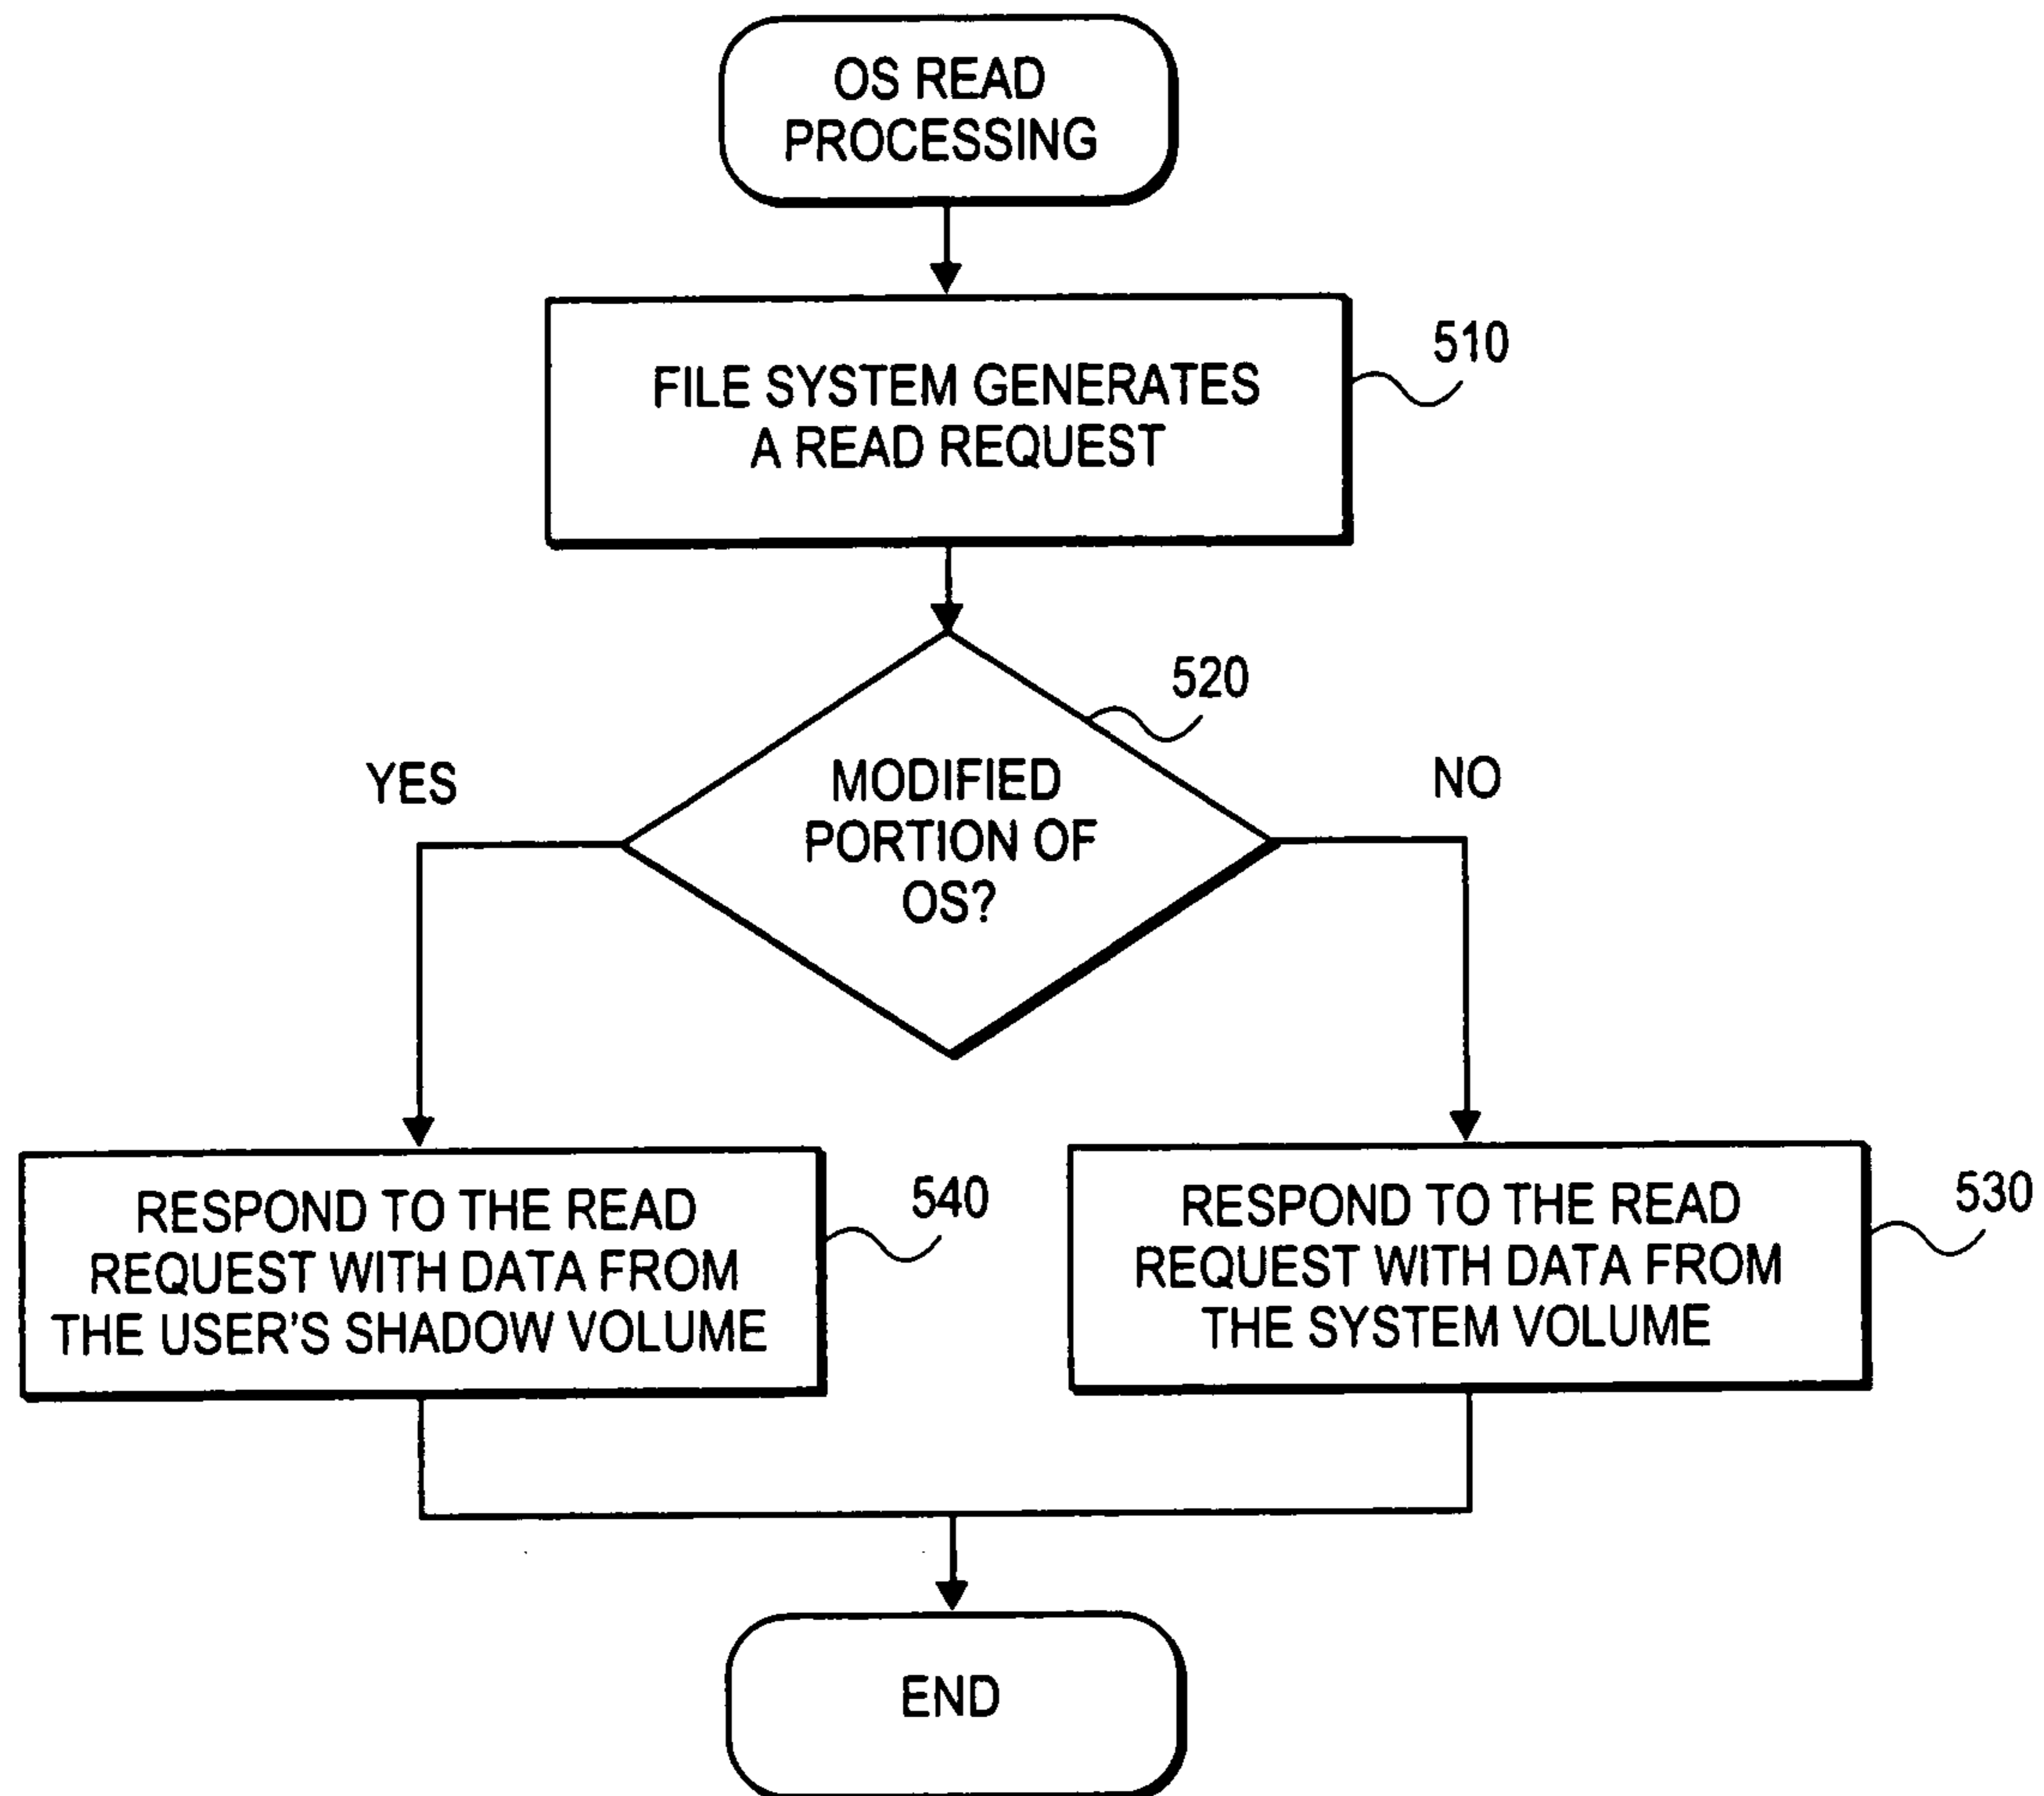 OS READ
PROCESSING
510
FILE SYSTEM GENERATES
A READ REQUEST
520
YES
NO
MODIFIED
PORTION OF
OS?
540
RESPOND TO THE READ
REQUEST WITH DATA FROM
THE USER'S SHADOW VOLUME
530
RESPOND TO THE READ
REQUEST WITH DATA FROM
THE SYSTEM VOLUME
END